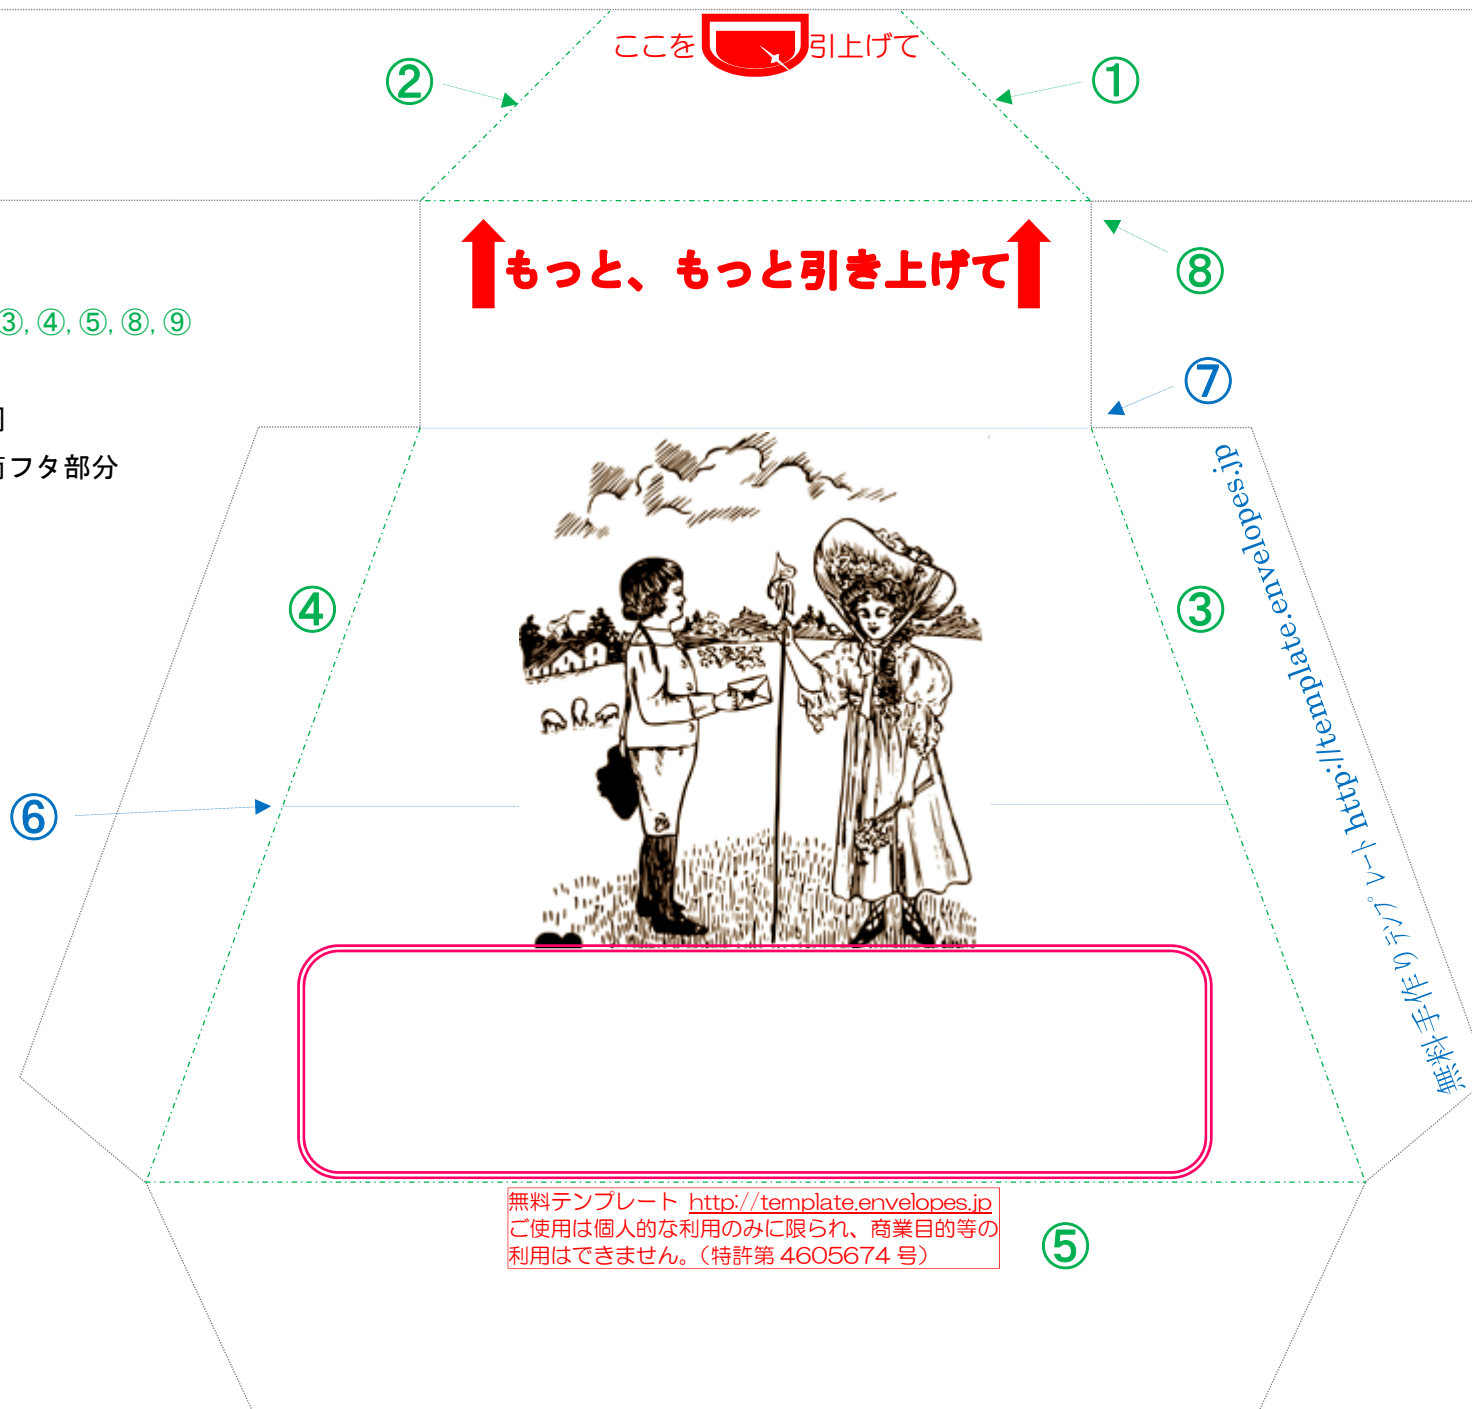 ここを 引上げて
②
①
もっと、もっと引き上げて
⑧
③, ④, ⑤, ⑧, ⑨
⑦
フタ部分
④
③
無料手作りテンプレート http://template.envelopes.jp
⑥
無料テンプレート http://template.envelopes.jp
ご使用は個人的な利用のみに限られ、商業目的等の
利用はできません。（特許第 4605674 号）
⑤